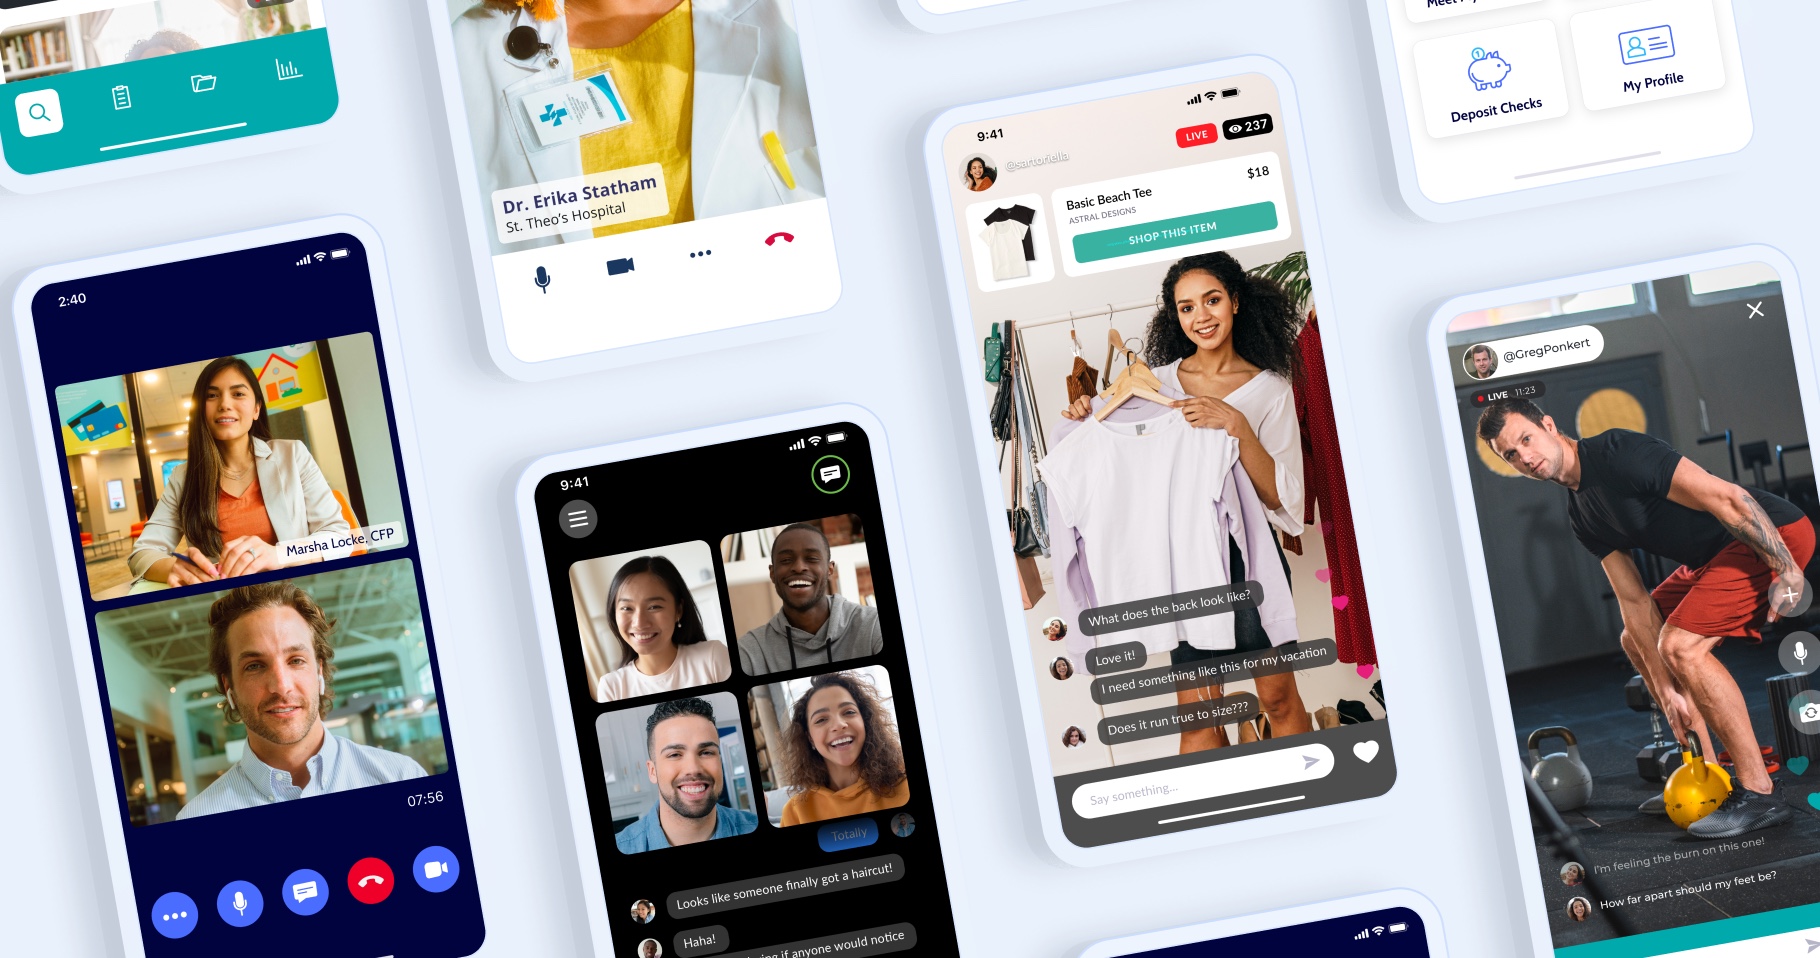 Dr. Erika Statham
St. Theo's Hospital
Deposit Checks
My Profile
2:40
Marsha Locke, CFP
07:56
9:41
Totally
Looks like someone finally got a haircut!
Haha!
if anyone would notice
9:41
LIVE
237
@sartoriella
Basic Beach Tee
$18
ASTRAL DESIGNS
SHOP THIS ITEM
What does the back look like?
Love it!
I need something like this for my vacation
Does it run true to size???
Say something...
@GregPonkert
LIVE 11:23
I'm feeling the burn on this one!
How far apart should my feet be?